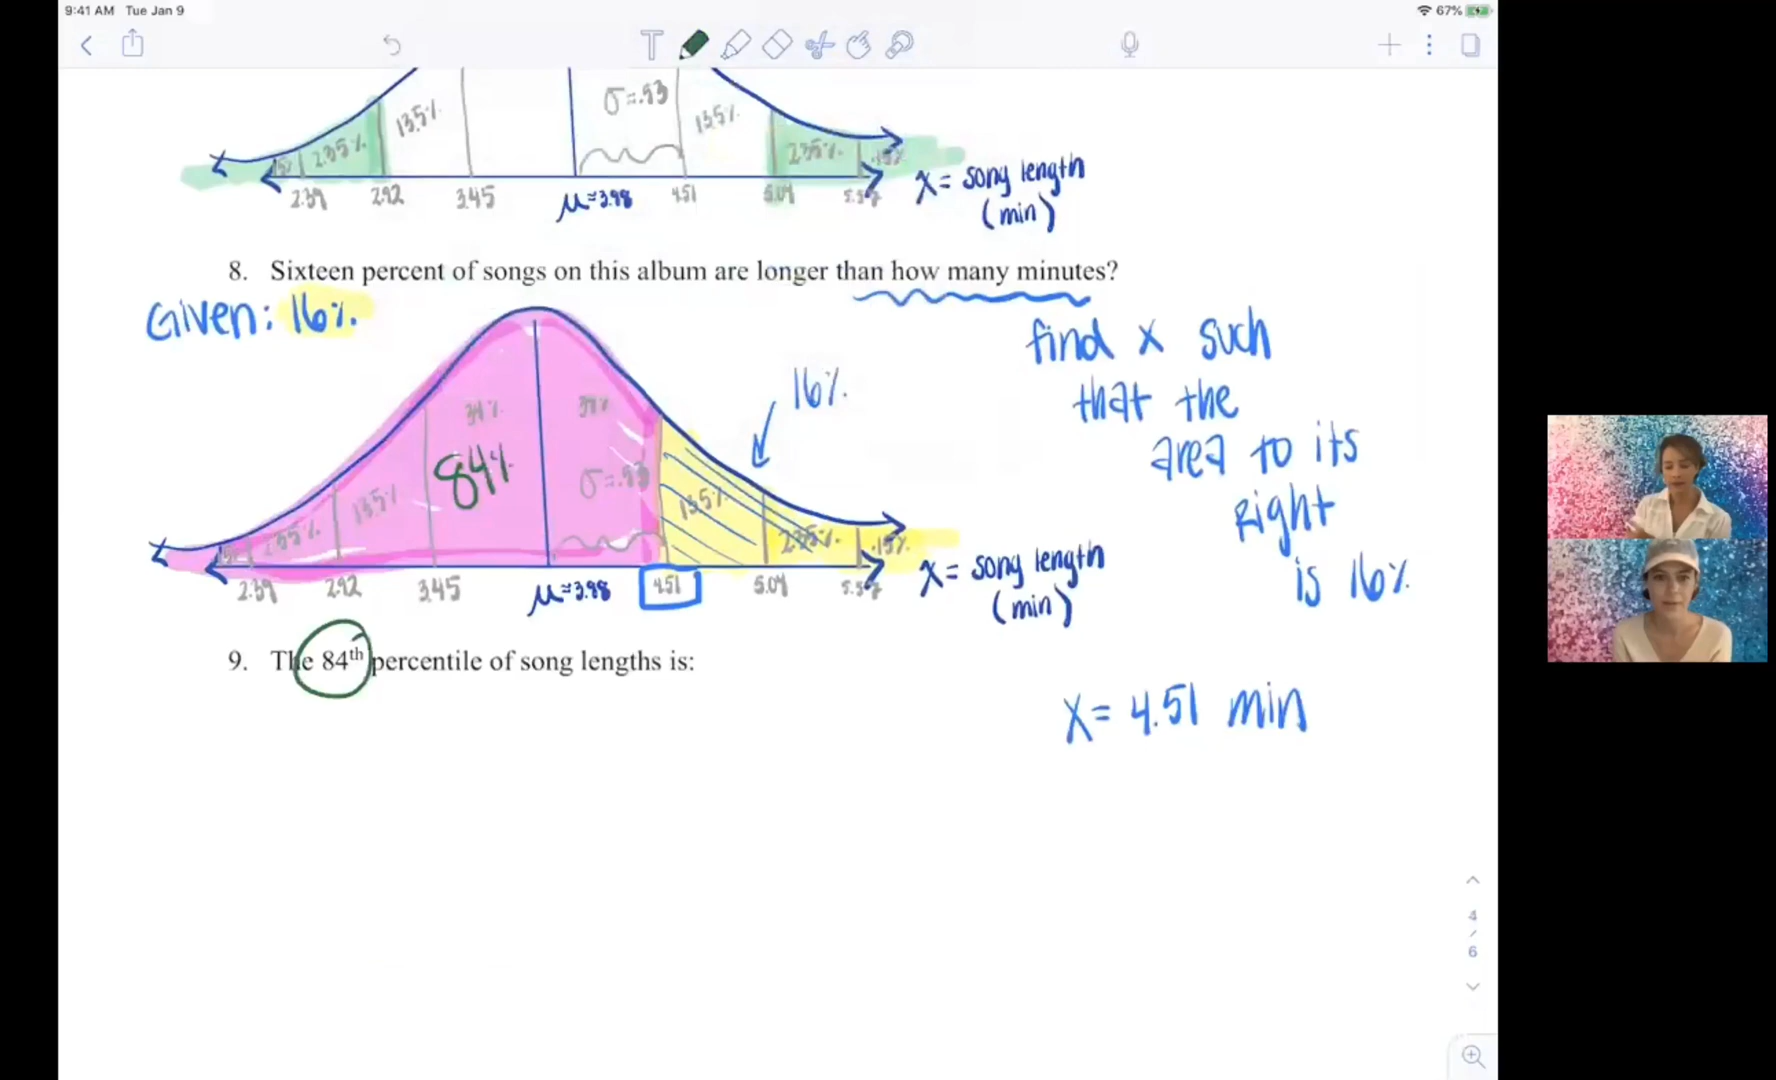 9:41 AM Tue Jan 9
67%
T
σ=.53
13.5% 13.5%
2.35% 2.35% .15%
2.39 2.92 3.45 μ=3.98 4.51 5.04
x = song length
(min)
8. Sixteen percent of songs on this album are longer than how many minutes?
Given: 16%
find x such
that the
area to its
Right
is 16%
16%
34% 34%
84%
σ=.53
13.5% 13.5%
2.35% 2.35% .15%
2.39 2.92 3.45 μ=3.98 4.51 5.04
x = song length
(min)
9. The 84th percentile of song lengths is:
x = 4.51 min
4
/
6